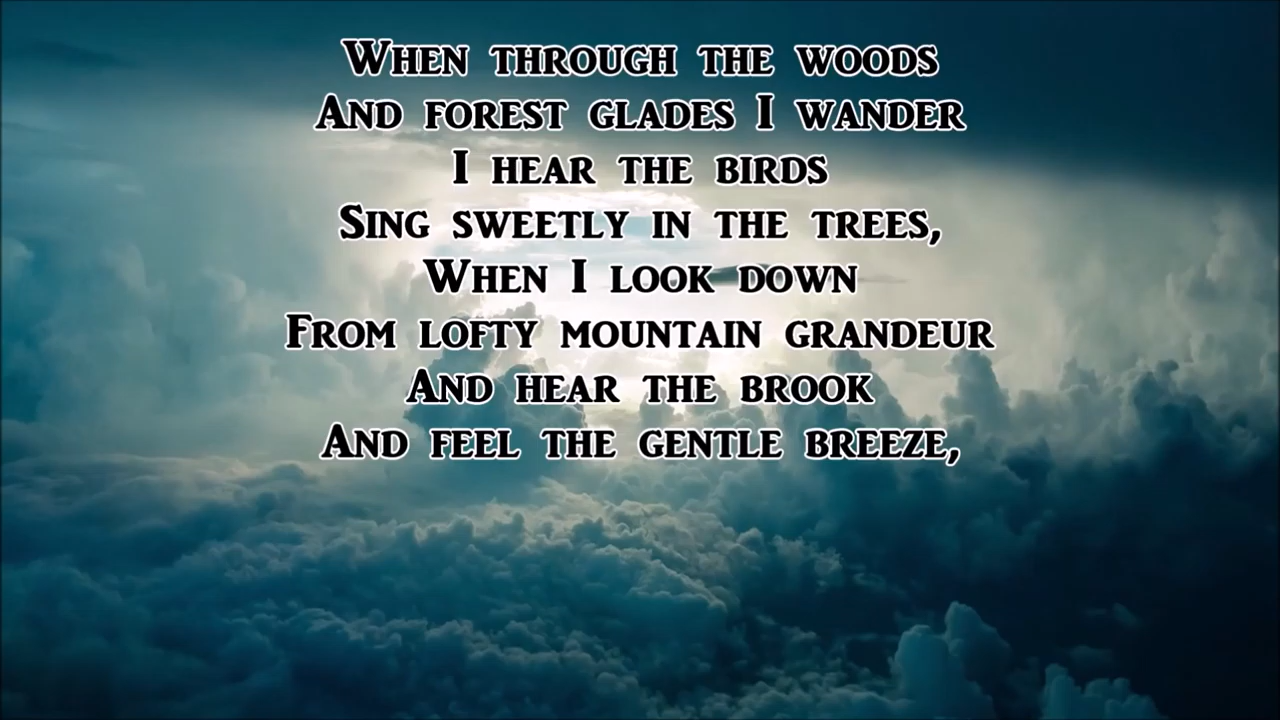 When through the woods
And forest glades I wander
I hear the birds
Sing sweetly in the trees,
When I look down
From lofty mountain grandeur
And hear the brook
And feel the gentle breeze,